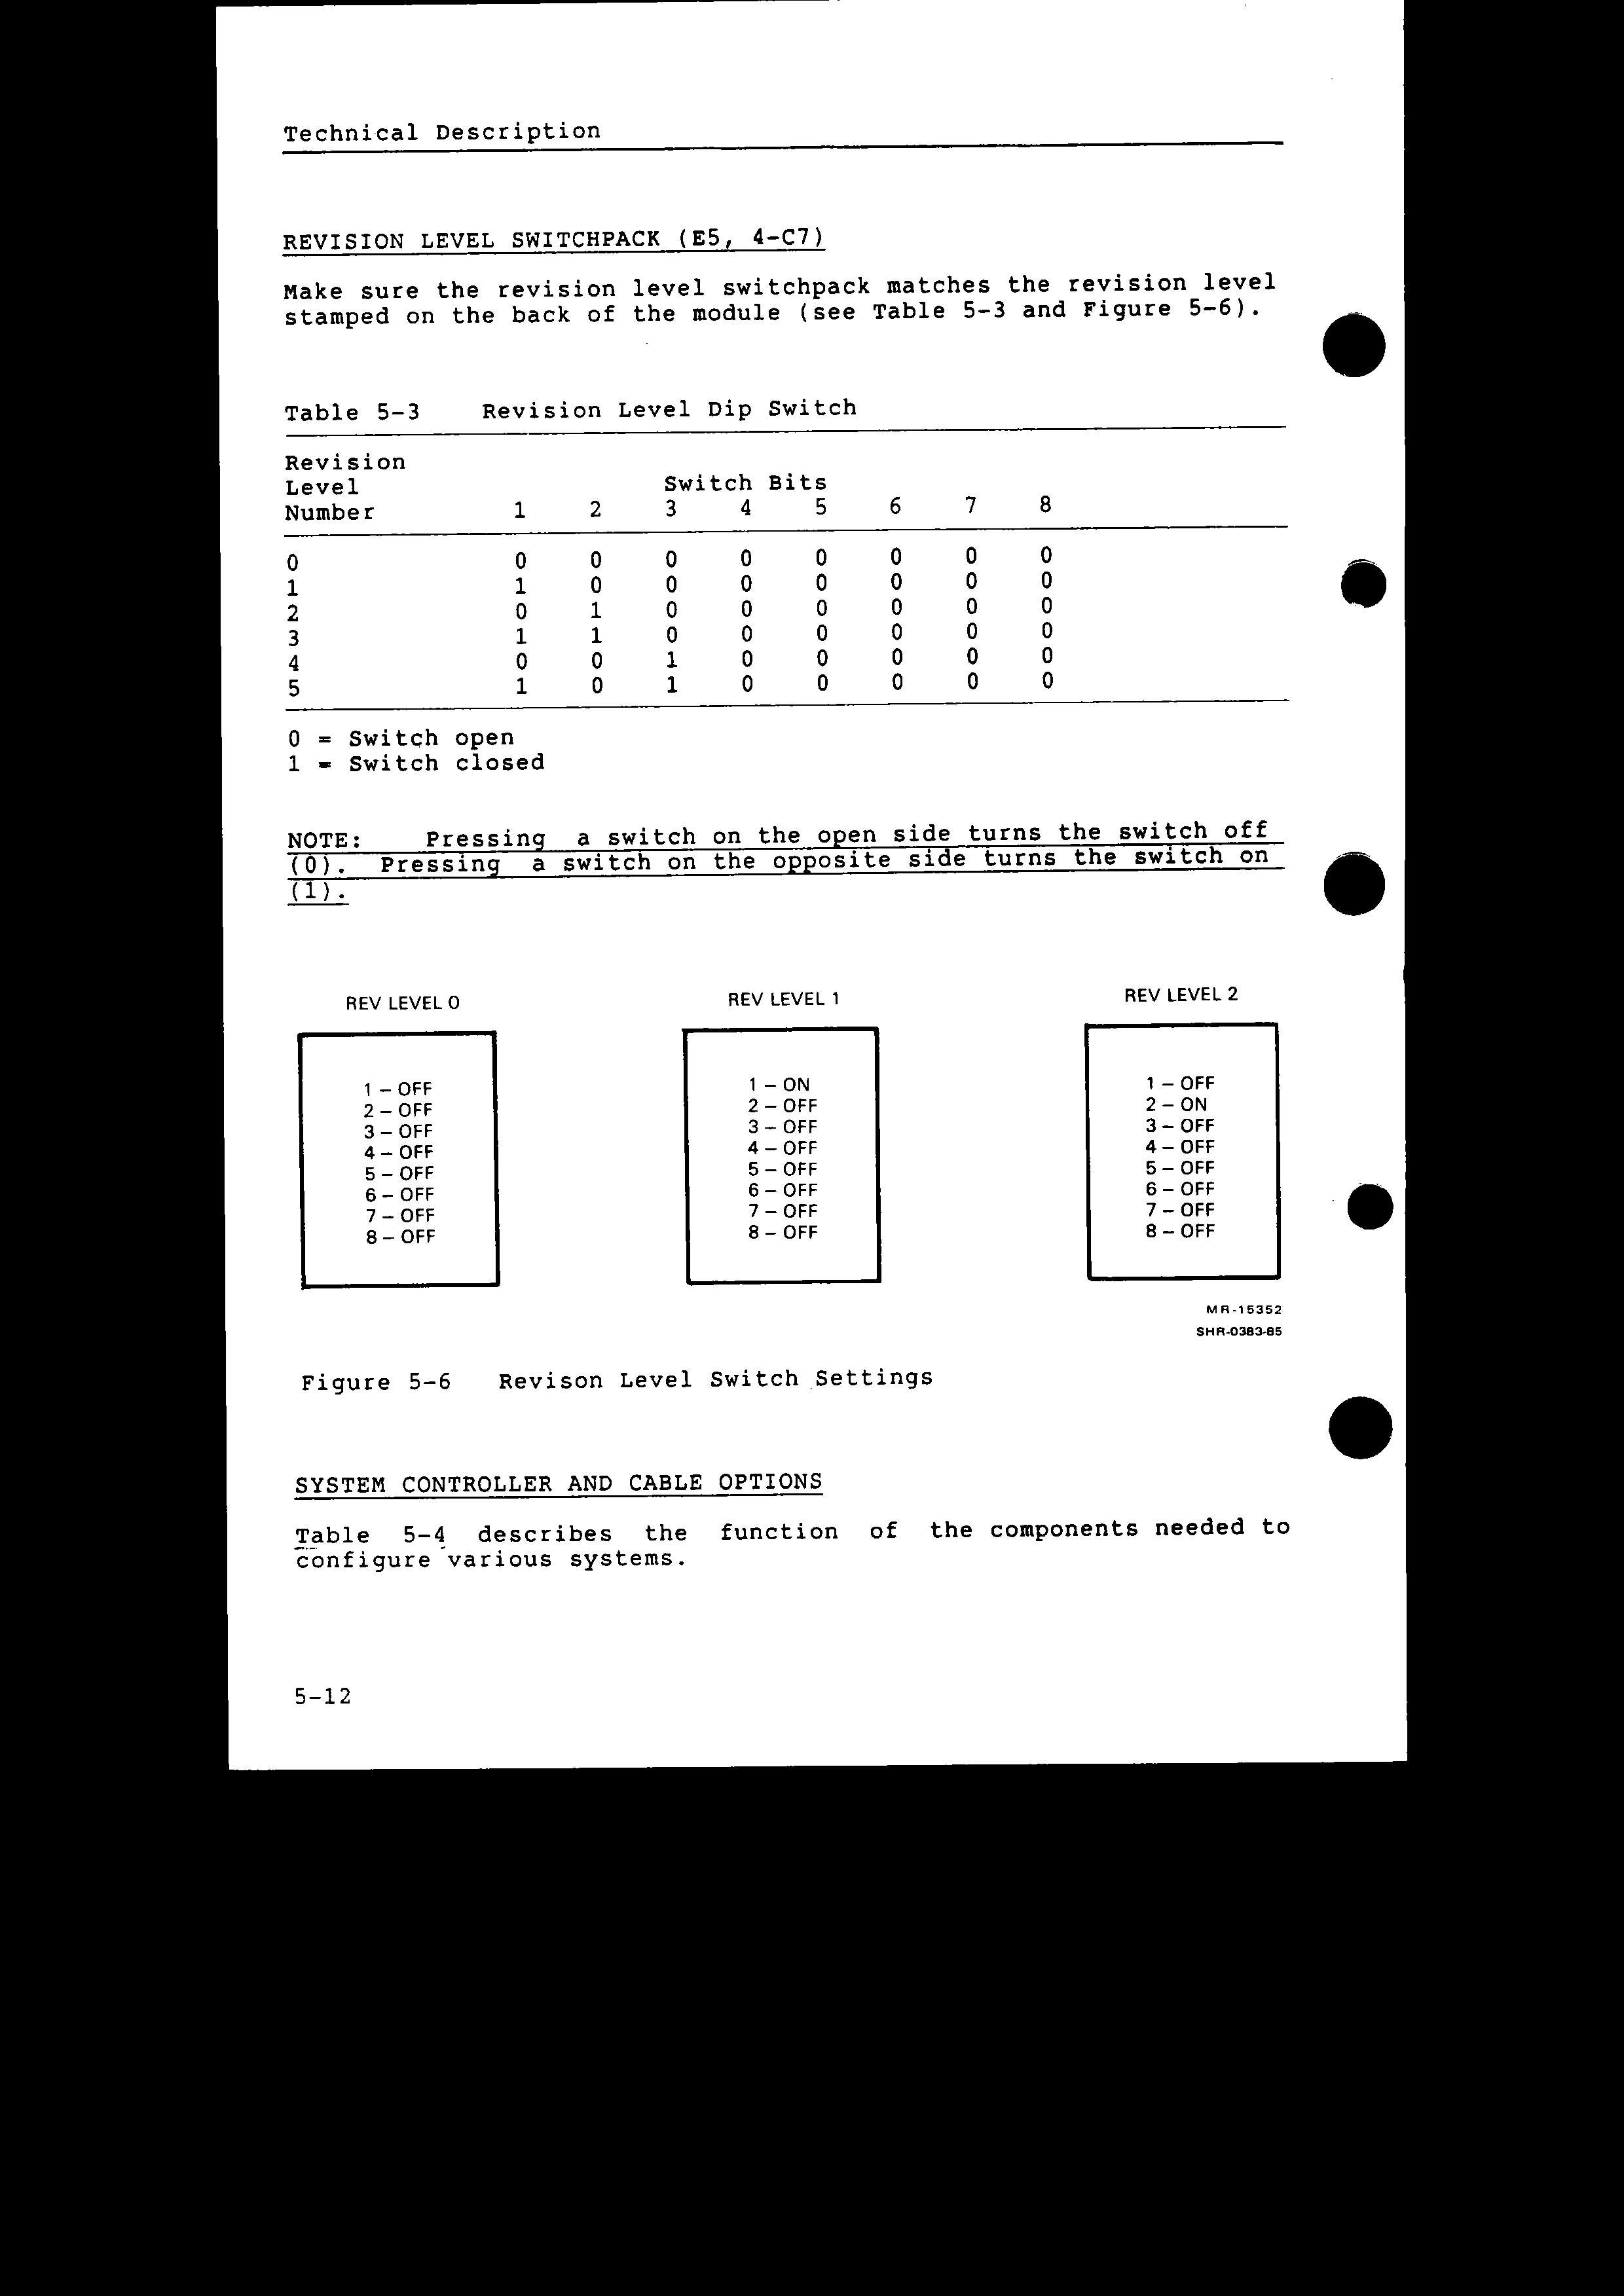 Technical Description
REVISION LEVEL SWITCHPACK (E5, 4-C7)
Make sure the revision level switchpack matches the revision level
stamped on the back of the module (see Table 5-3 and Figure 5-6).
Table 5-3 Revision Level Dip Switch
Revision
Level Switch Bits
Number 1 2 3 4 5 6 7 8
0 0 0 0 0 0 0 0 0
1 1 0 0 0 0 0 0 0
2 0 1 0 0 0 0 0 0
3 1 1 0 0 0 0 0 0
4 0 0 1 0 0 0 0 0
5 1 0 1 0 0 0 0 0
0 = Switch open
1 = Switch closed
NOTE: Pressing a switch on the open side turns the switch off
(0). Pressing a switch on the opposite side turns the switch on
(1).
REV LEVEL 0
1 – OFF
2 – OFF
3 – OFF
4 – OFF
5 – OFF
6 – OFF
7 – OFF
8 – OFF
REV LEVEL 1
1 – ON
2 – OFF
3 – OFF
4 – OFF
5 – OFF
6 – OFF
7 – OFF
8 – OFF
REV LEVEL 2
1 – OFF
2 – ON
3 – OFF
4 – OFF
5 – OFF
6 – OFF
7 – OFF
8 – OFF
MR-15352
SHR-0383-85
Figure 5-6 Revison Level Switch Settings
SYSTEM CONTROLLER AND CABLE OPTIONS
Table 5-4 describes the function of the components needed to
configure various systems.
5-12